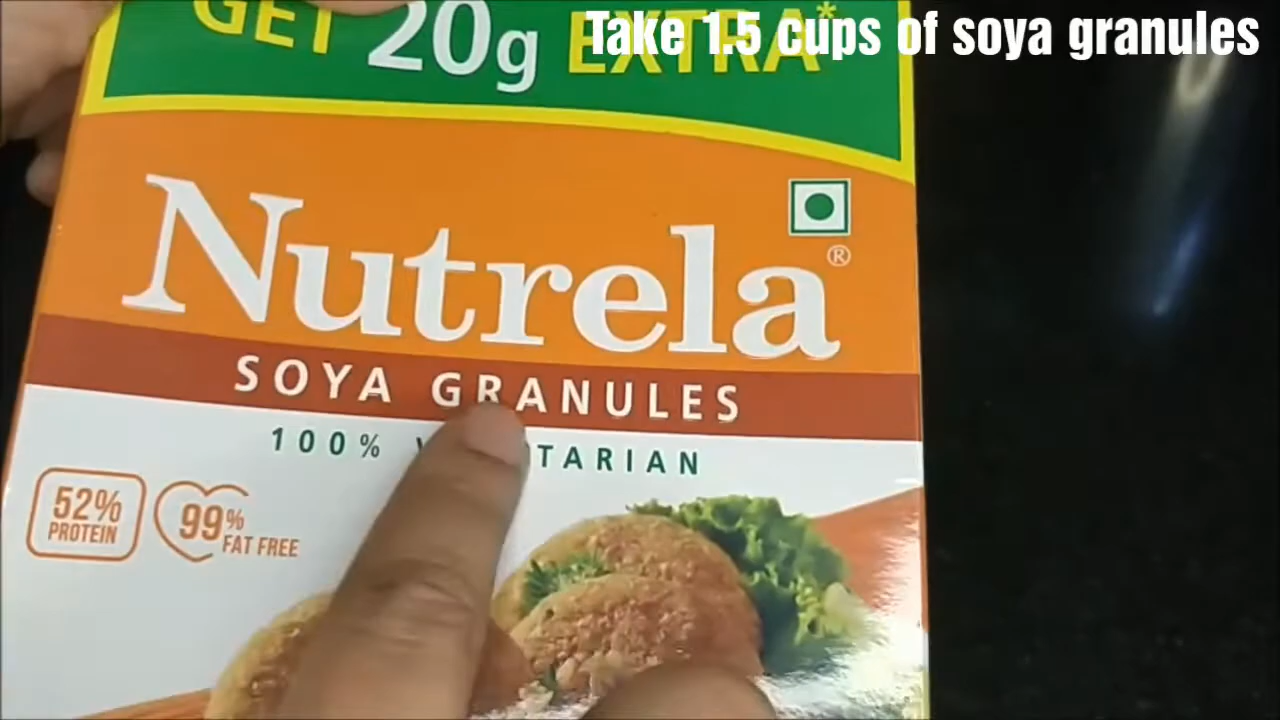 Take 1.5 cups of soya granules
GET 20g EXTRA*
Nutrela®
SOYA GRANULES
100%
52%
PROTEIN
99%
FAT FREE